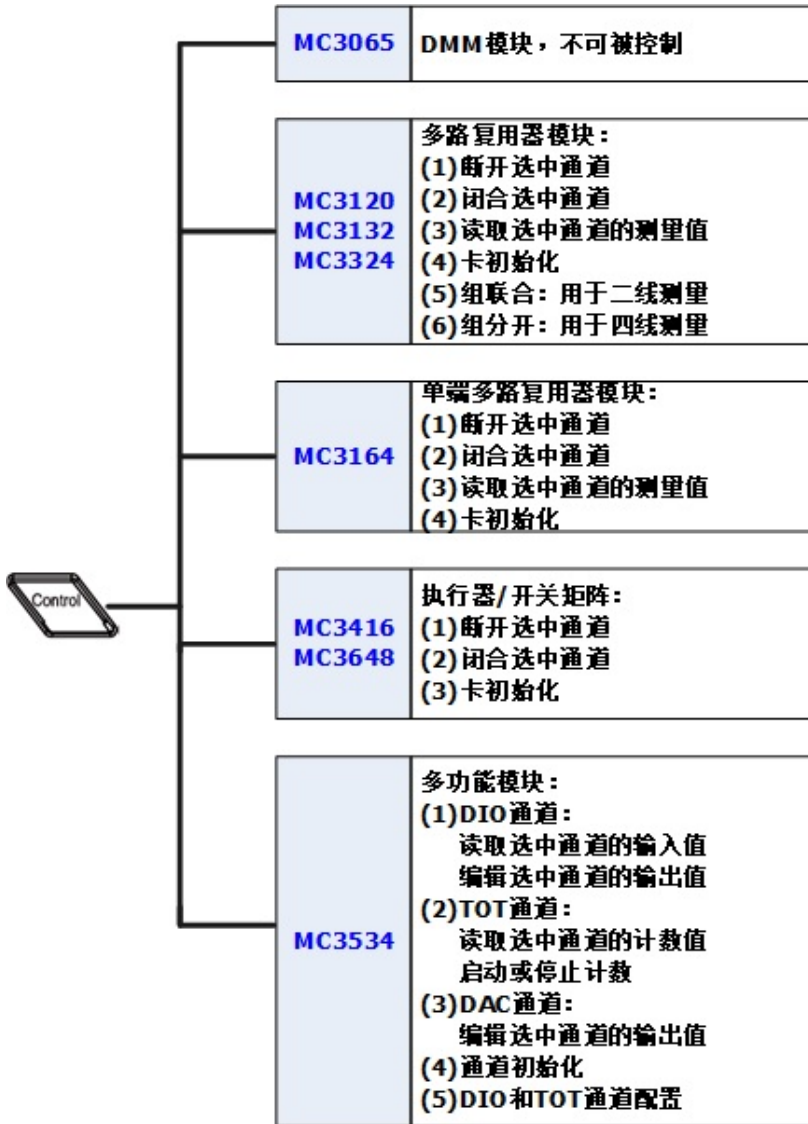 MC3065
DMM模块，不可被控制
MC3120
MC3132
MC3324
多路复用器模块：
(1)断开选中通道
(2)闭合选中通道
(3)读取选中通道的测量值
(4)卡初始化
(5)组联合：用于二线测量
(6)组分开：用于四线测量
MC3164
单端多路复用器模块：
(1)断开选中通道
(2)闭合选中通道
(3)读取选中通道的测量值
(4)卡初始化
Control
MC3416
MC3648
执行器/开关矩阵：
(1)断开选中通道
(2)闭合选中通道
(3)卡初始化
MC3534
多功能模块：
(1)DIO通道：
读取选中通道的输入值
编辑选中通道的输出值
(2)TOT通道：
读取选中通道的计数值
启动或停止计数
(3)DAC通道：
编辑选中通道的输出值
(4)通道初始化
(5)DIO和TOT通道配置